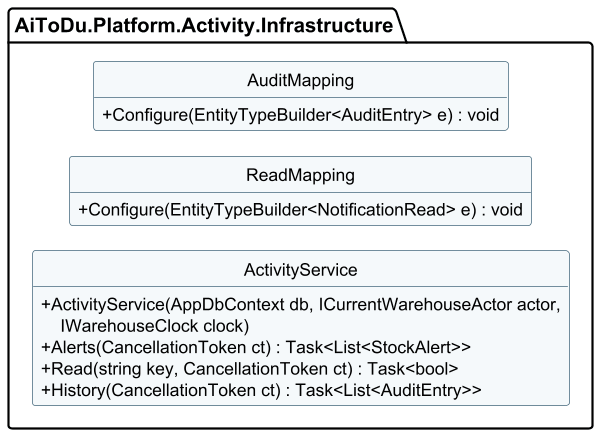 AiToDu.Platform.Activity.Infrastructure
AuditMapping
+Configure(EntityTypeBuilder<AuditEntry> e) : void
ReadMapping
+Configure(EntityTypeBuilder<NotificationRead> e) : void
ActivityService
+ActivityService(AppDbContext db, ICurrentWarehouseActor actor,
IWarehouseClock clock)
+Alerts(CancellationToken ct) : Task<List<StockAlert>>
+Read(string key, CancellationToken ct) : Task<bool>
+History(CancellationToken ct) : Task<List<AuditEntry>>